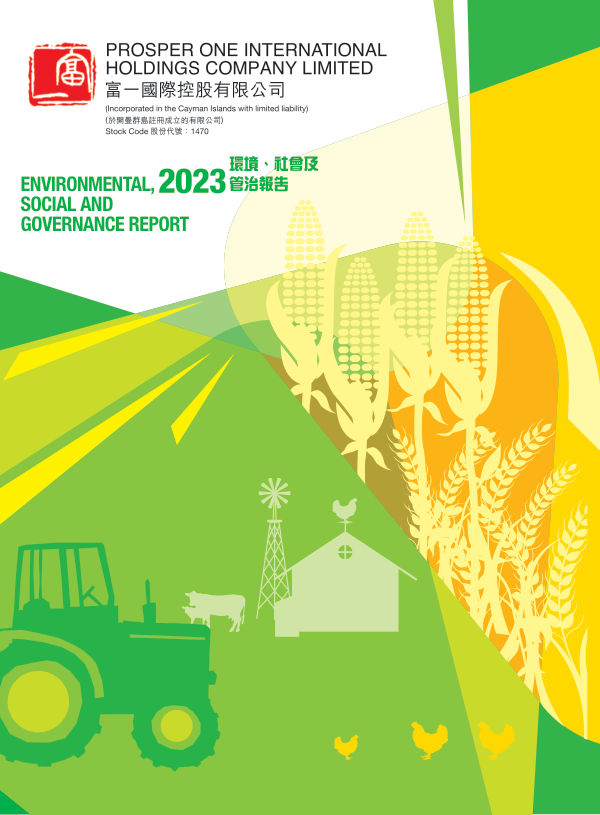 富
PROSPER ONE INTERNATIONAL
HOLDINGS COMPANY LIMITED
富一國際控股有限公司
(Incorporated in the Cayman Islands with limited liability)
(於開曼群島註冊成立的有限公司)
Stock Code 股份代號：1470
ENVIRONMENTAL,
SOCIAL AND
GOVERNANCE REPORT
2023
環境、社會及
管治報告